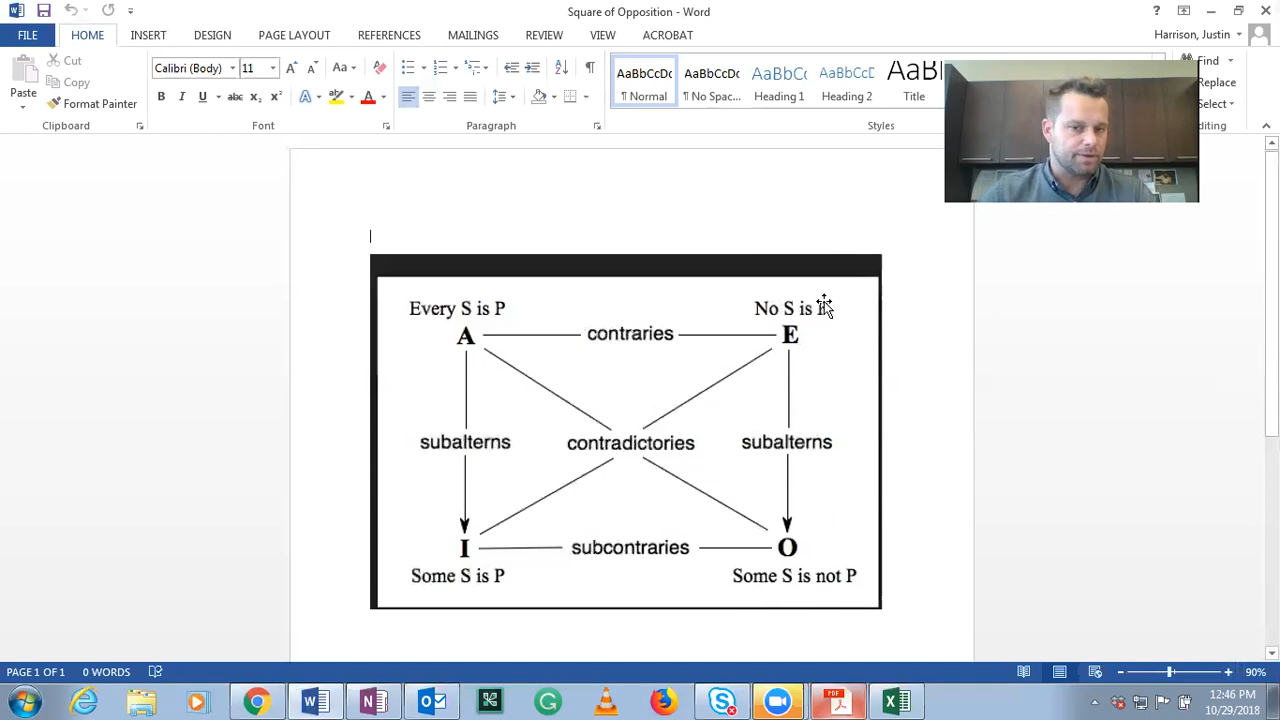 Square of Opposition - Word
FILE HOME INSERT DESIGN PAGE LAYOUT REFERENCES MAILINGS REVIEW VIEW ACROBAT Harrison, Justin
Paste Cut Copy Format Painter
Calibri (Body) 11
AaBbCcDc AaBbCcDc AaBbCc AaBbCcD AaBl
¶ Normal ¶ No Spac... Heading 1 Heading 2 Title
Find
Replace
Select
Clipboard Font Paragraph Styles Editing
Every S is P No S is P
A contraries E
subalterns contradictories subalterns
I subcontraries O
Some S is P Some S is not P
PAGE 1 OF 1 0 WORDS 90%
12:46 PM
10/29/2018